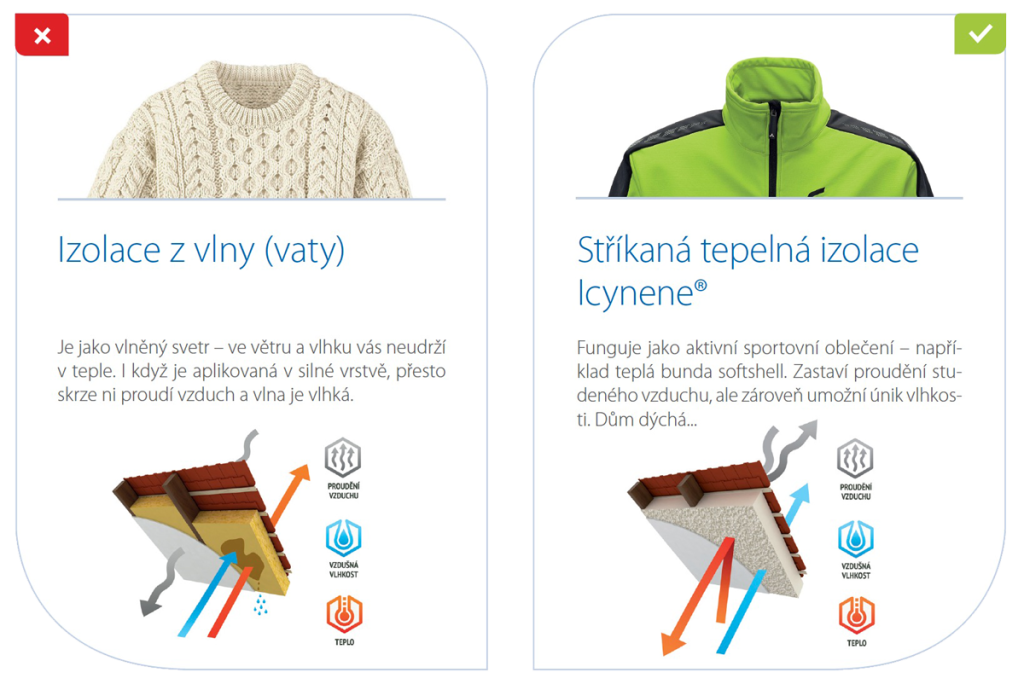 Izolace z vlny (vaty)
Je jako vlněný svetr – ve větru a vlhku vás neudrží
v teple. I když je aplikovaná v silné vrstvě, přesto
skrze ni proudí vzduch a vlna je vlhká.
PROUDĚNÍ
VZDUCHU
VZDUŠNÁ
VLHKOST
TEPLO
Stříkaná tepelná izolace
Icynene®
Funguje jako aktivní sportovní oblečení – napří-
klad teplá bunda softshell. Zastaví proudění stu-
deného vzduchu, ale zároveň umožní únik vlhkos-
ti. Dům dýchá...
PROUDĚNÍ
VZDUCHU
VZDUŠNÁ
VLHKOST
TEPLO